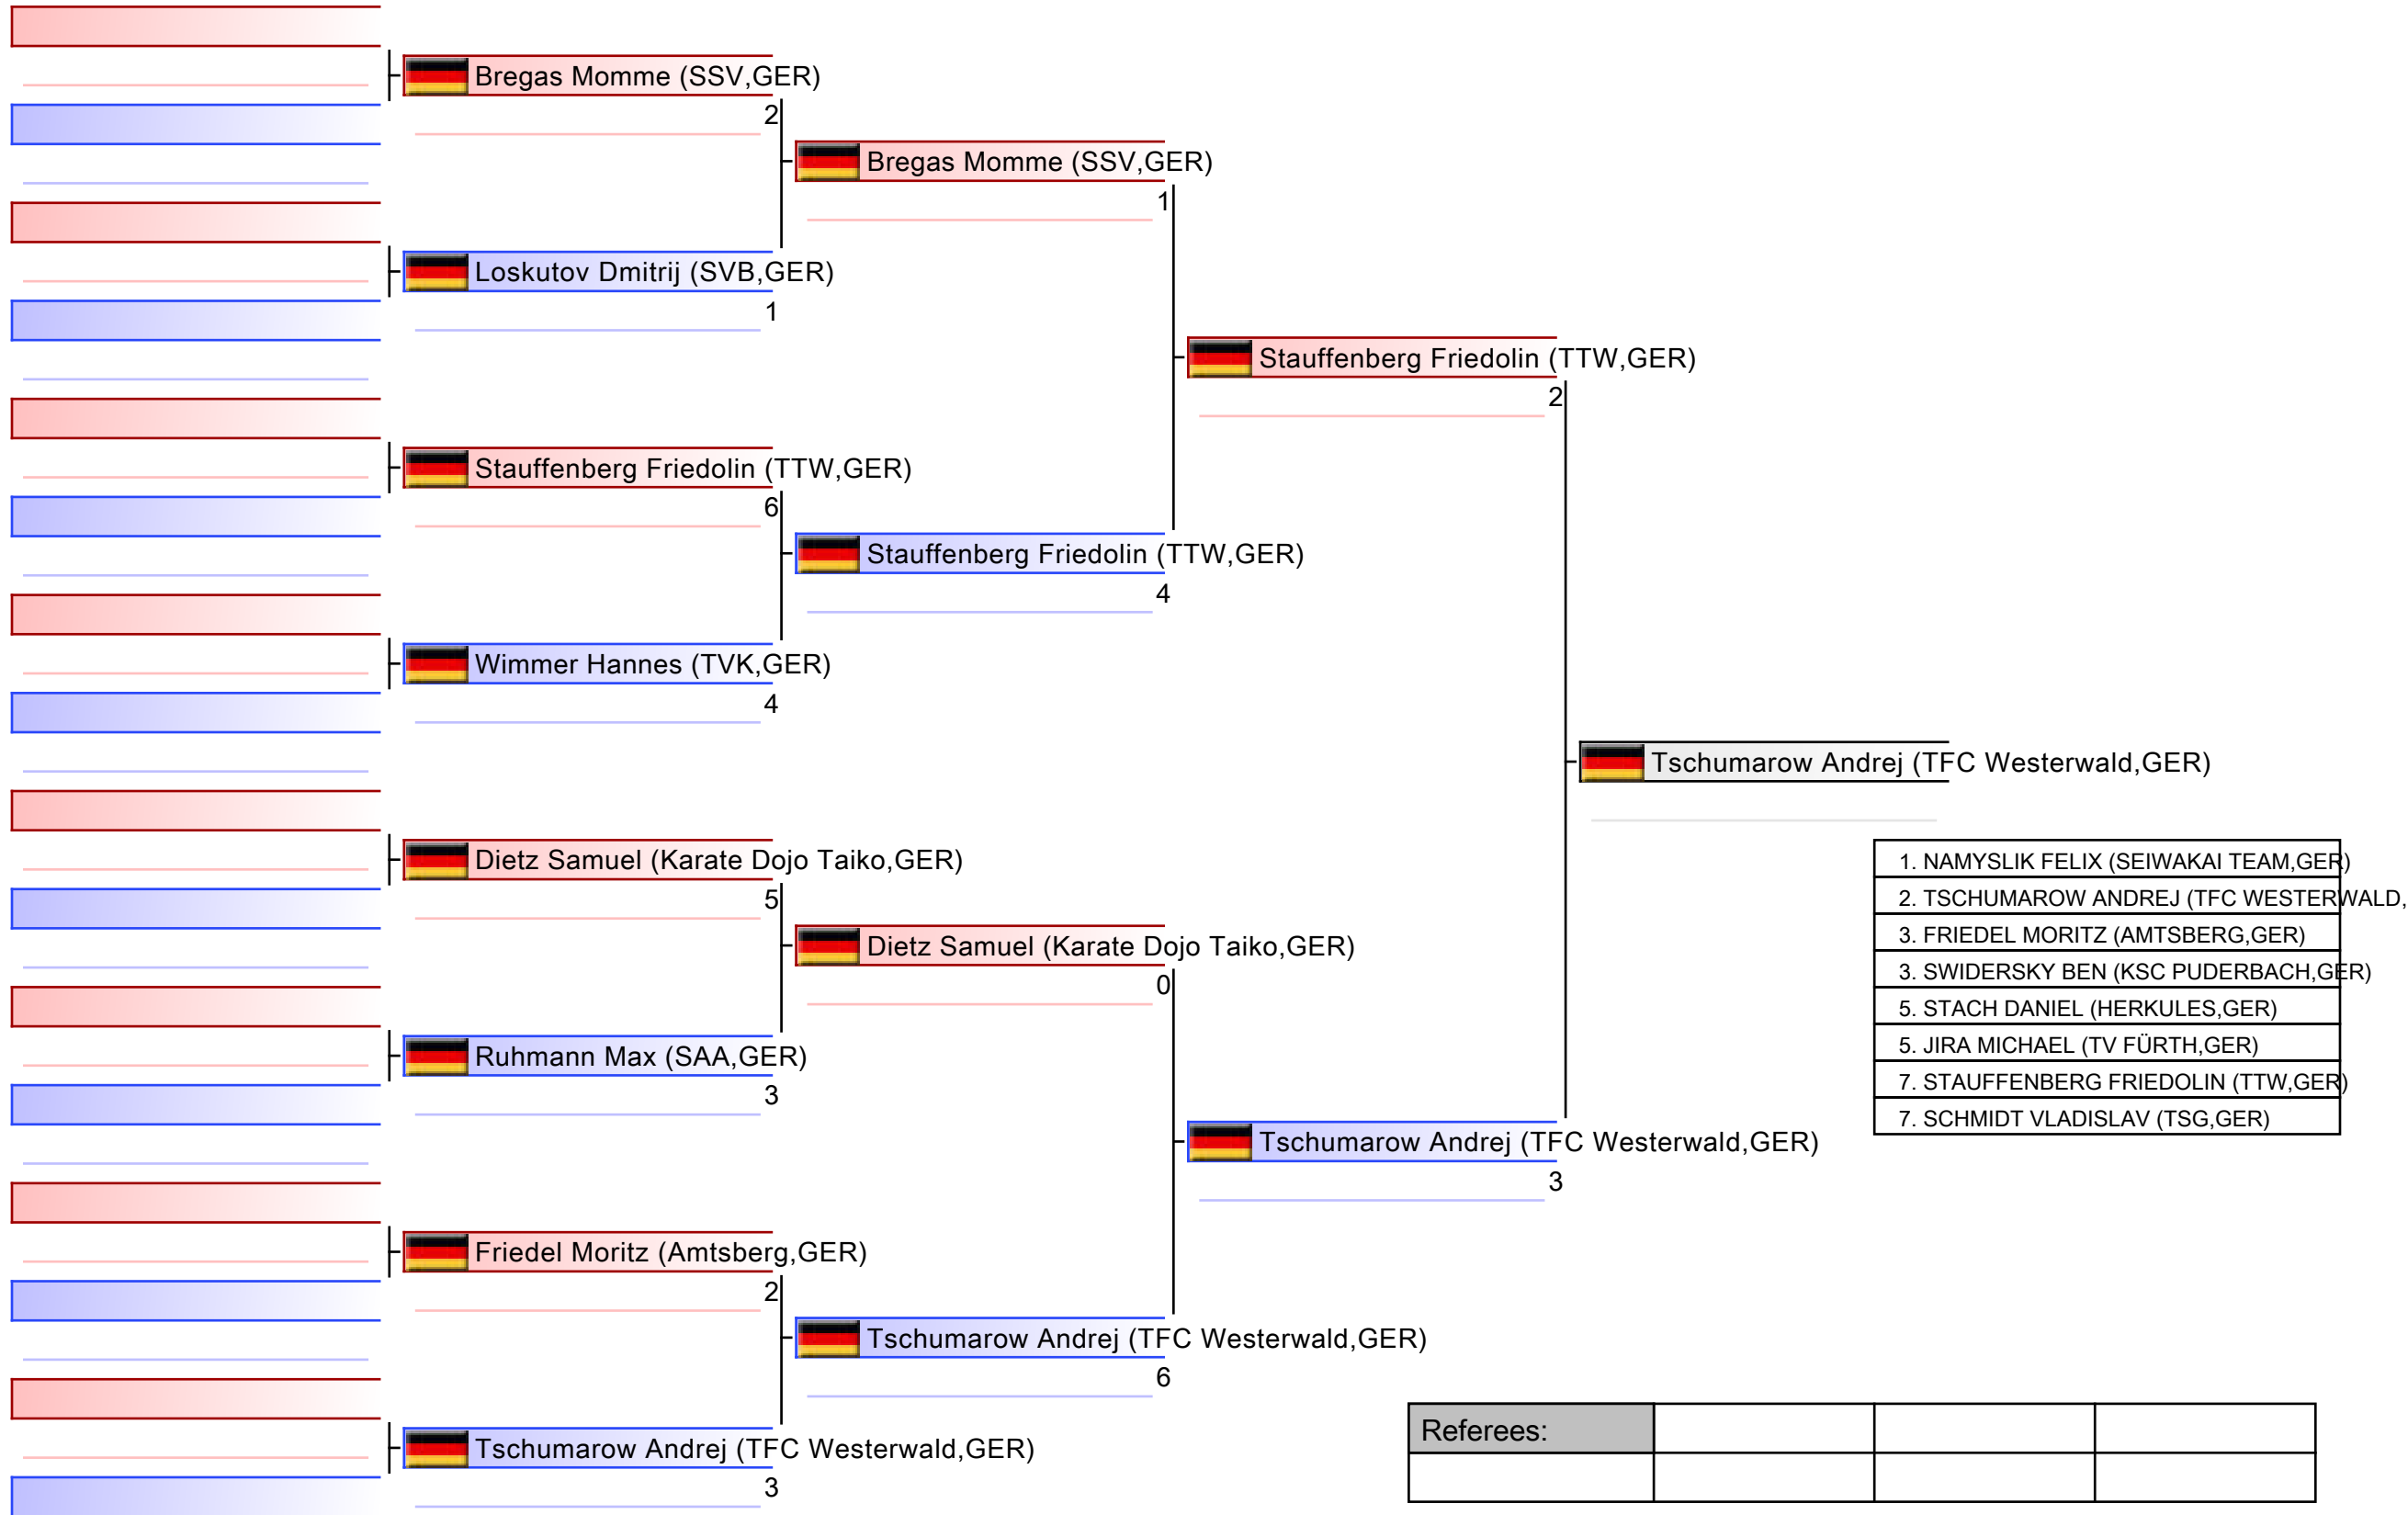 Bregas Momme (SSV,GER)
2
Bregas Momme (SSV,GER)
1
Loskutov Dmitrij (SVB,GER)
1
Stauffenberg Friedolin (TTW,GER)
2
Stauffenberg Friedolin (TTW,GER)
6
Stauffenberg Friedolin (TTW,GER)
4
Wimmer Hannes (TVK,GER)
4
Tschumarow Andrej (TFC Westerwald,GER)
Dietz Samuel (Karate Dojo Taiko,GER)
5
Dietz Samuel (Karate Dojo Taiko,GER)
0
Ruhmann Max (SAA,GER)
3
Tschumarow Andrej (TFC Westerwald,GER)
3
Friedel Moritz (Amtsberg,GER)
2
Tschumarow Andrej (TFC Westerwald,GER)
6
Tschumarow Andrej (TFC Westerwald,GER)
3
1. NAMYSLIK FELIX (SEIWAKAI TEAM,GER)
2. TSCHUMAROW ANDREJ (TFC WESTERWALD,
3. FRIEDEL MORITZ (AMTSBERG,GER)
3. SWIDERSKY BEN (KSC PUDERBACH,GER)
5. STACH DANIEL (HERKULES,GER)
5. JIRA MICHAEL (TV FÜRTH,GER)
7. STAUFFENBERG FRIEDOLIN (TTW,GER)
7. SCHMIDT VLADISLAV (TSG,GER)
Referees: